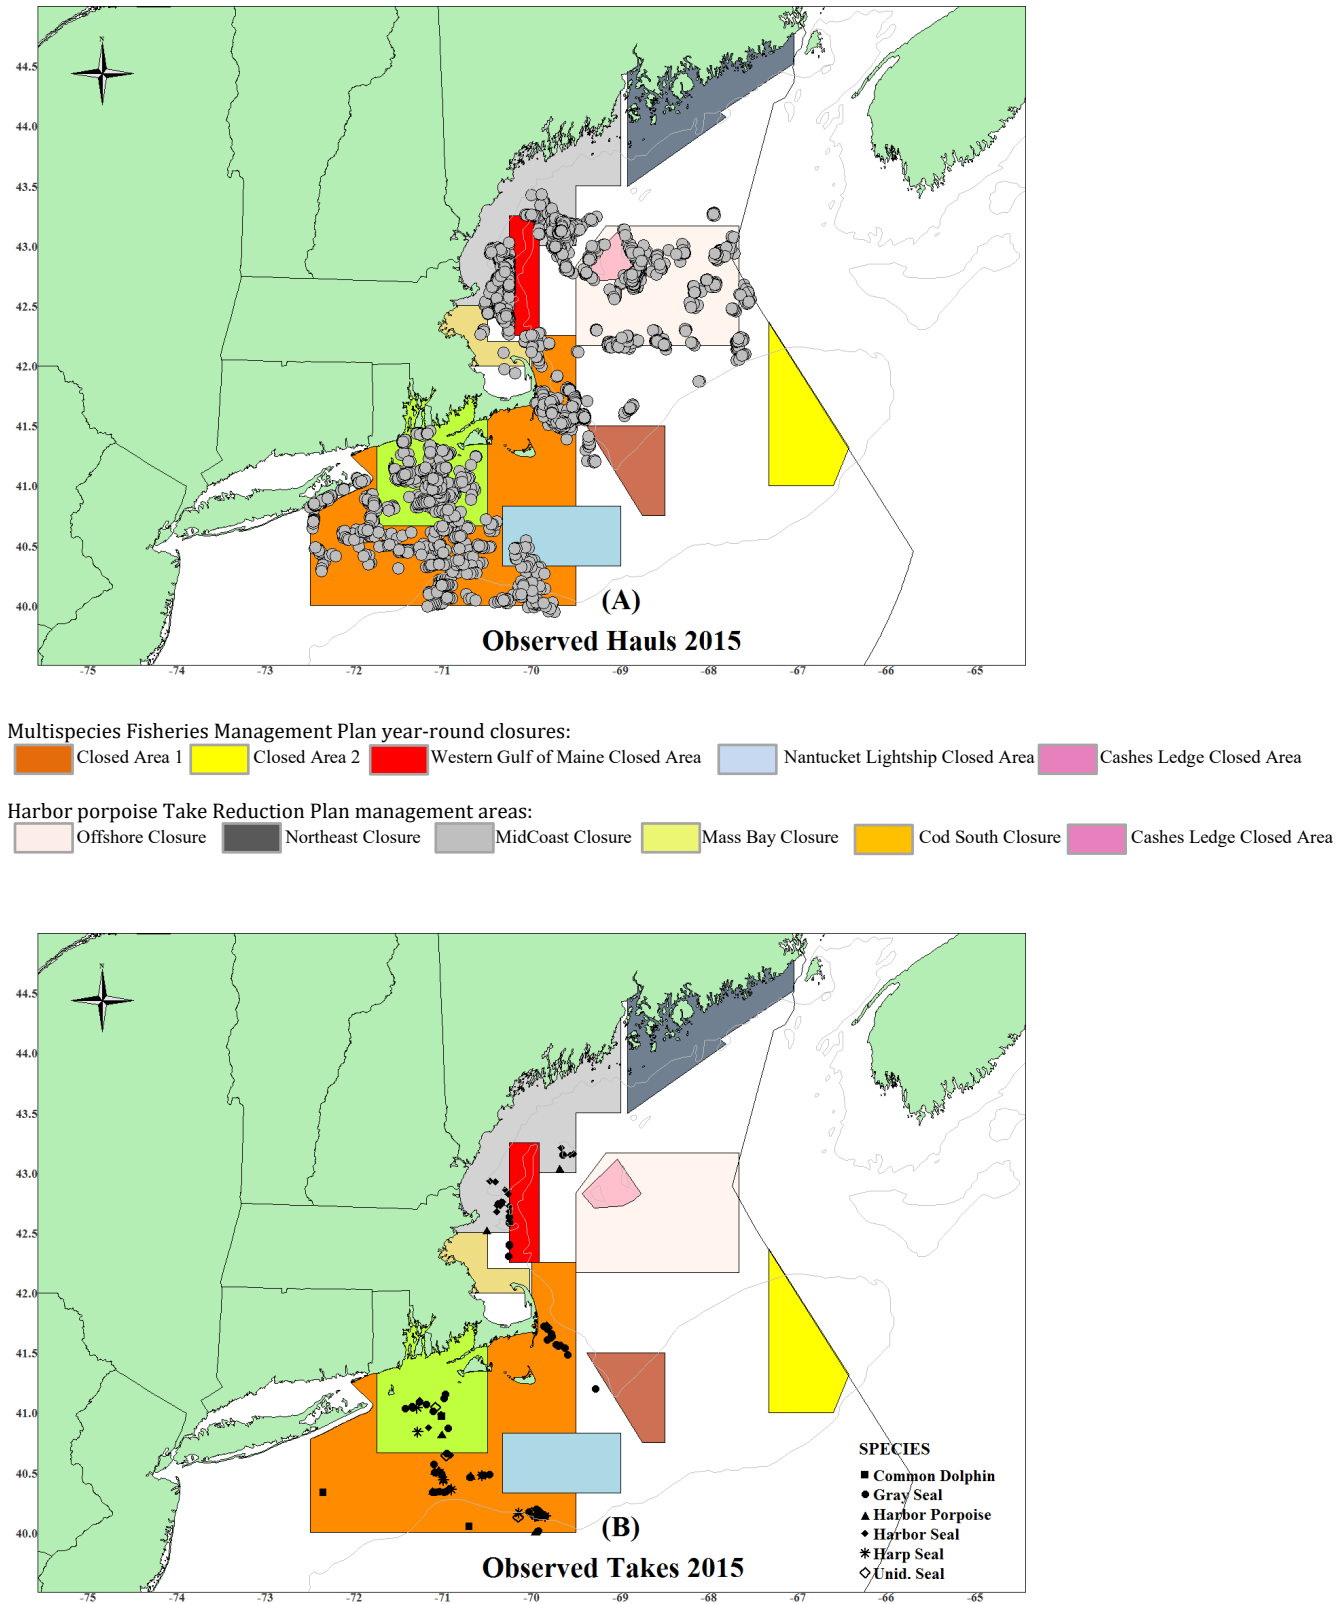 44.5
44.0
43.5
43.0
42.5
42.0
41.5
41.0
40.5
40.0
(A)
Observed Hauls 2015
-75 -74 -73 -72 -71 -70 -69 -68 -67 -66 -65
Multispecies Fisheries Management Plan year-round closures:
Closed Area 1 Closed Area 2 Western Gulf of Maine Closed Area Nantucket Lightship Closed Area Cashes Ledge Closed Area
Harbor porpoise Take Reduction Plan management areas:
Offshore Closure Northeast Closure MidCoast Closure Mass Bay Closure Cod South Closure Cashes Ledge Closed Area
44.5
44.0
43.5
43.0
42.5
42.0
41.5
41.0
40.5
40.0
SPECIES
Common Dolphin
Gray Seal
Harbor Porpoise
Harbor Seal
Harp Seal
Unid. Seal
(B)
Observed Takes 2015
-75 -74 -73 -72 -71 -70 -69 -68 -67 -66 -65